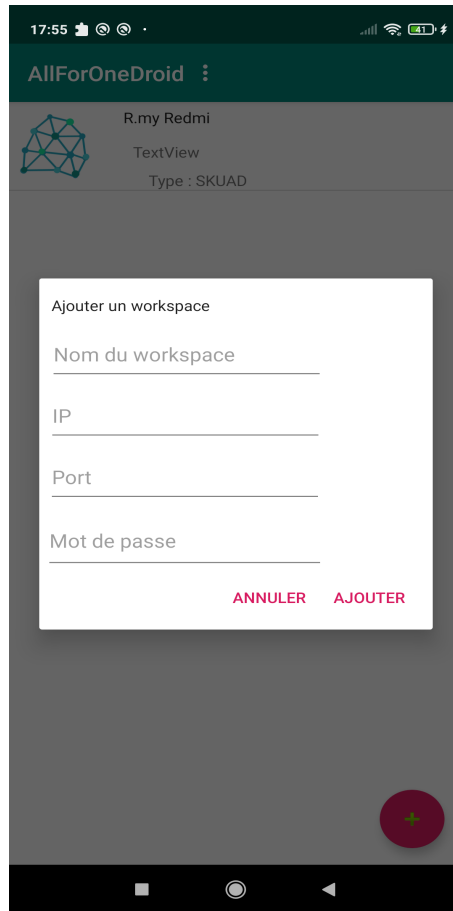 17:55
41
AllForOneDroid
R.my Redmi
TextView
Type : SKUAD
Ajouter un workspace
Nom du workspace
IP
Port
Mot de passe
ANNULER AJOUTER
+